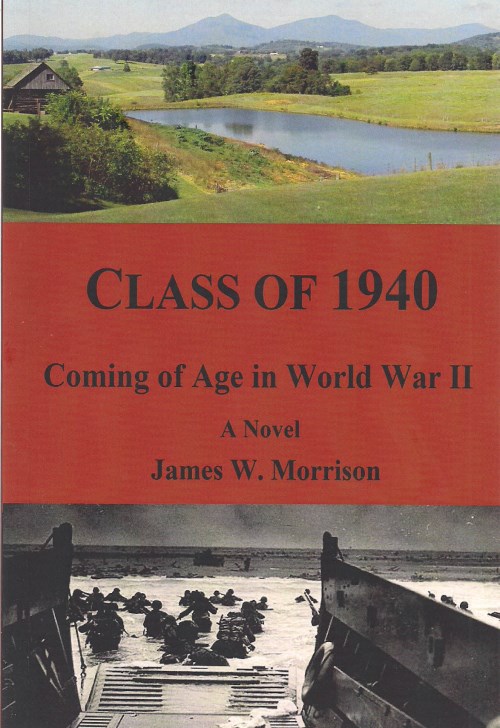 CLASS OF 1940
Coming of Age in World War II
A Novel
James W. Morrison